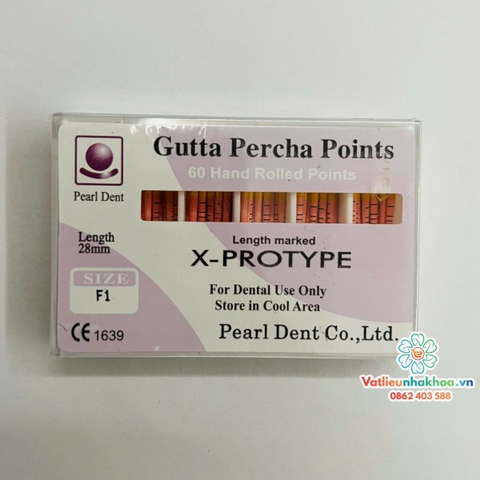 Gutta Percha Points
60 Hand Rolled Points
Pearl Dent
Length
28mm
SIZE
F1
CE 1639
Length marked
X-PROTYPE
For Dental Use Only
Store in Cool Area
Pearl Dent Co.,Ltd.
Vatlieunhakhoa.vn
0862 403 588